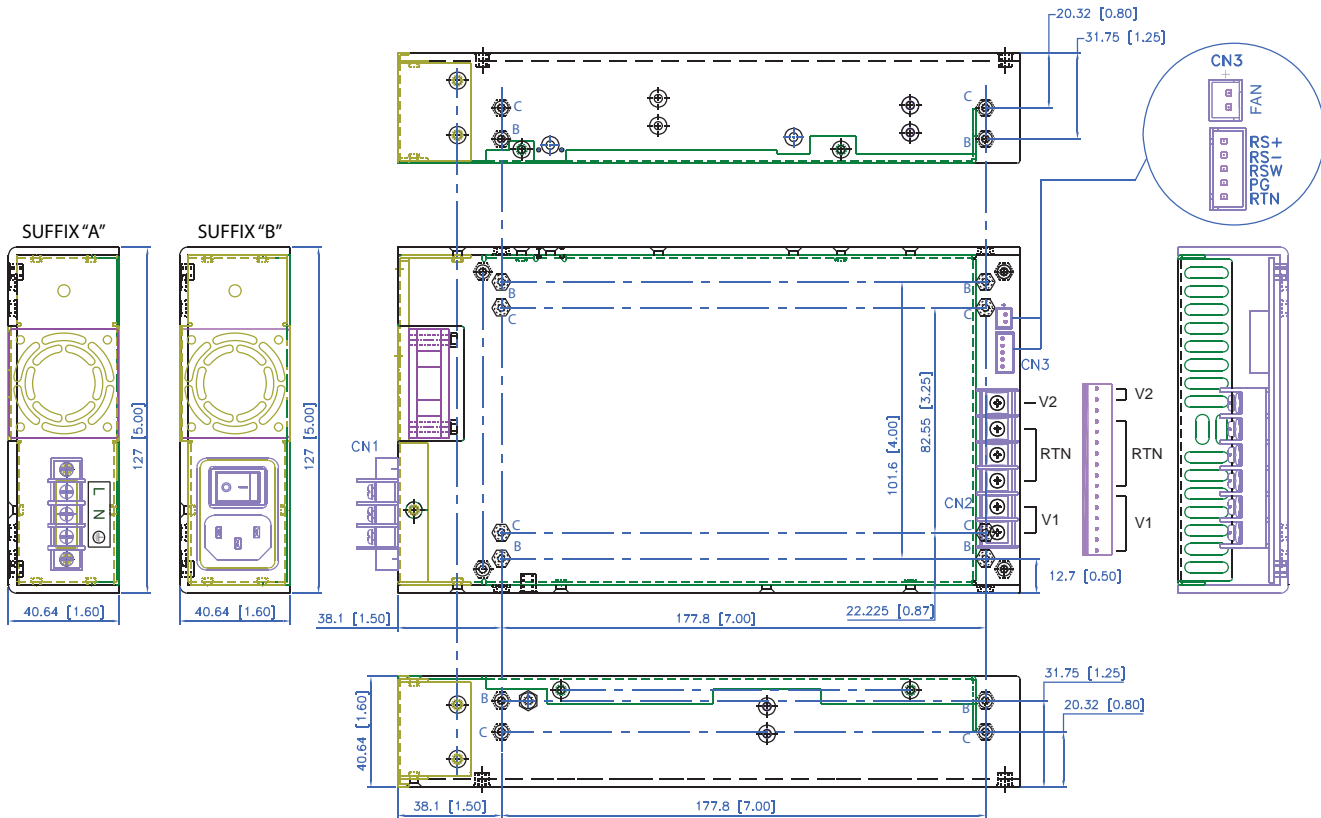 20.32 [0.80]
31.75 [1.25]
CN3
FAN
RS+
RS-
RSW
PG
RTN
C
B
C
B
SUFFIX "A"
SUFFIX "B"
127 [5.00]
127 [5.00]
L N
40.64 [1.60]
40.64 [1.60]
B
C
B
C
CN3
CN1
101.6 [4.00]
82.55 [3.25]
V2
RTN
CN2
V1
V2
RTN
V1
C
B
C
B
12.7 [0.50]
22.225 [0.87]
38.1 [1.50]
177.8 [7.00]
31.75 [1.25]
20.32 [0.80]
B
C
B
C
40.64 [1.60]
38.1 [1.50]
177.8 [7.00]